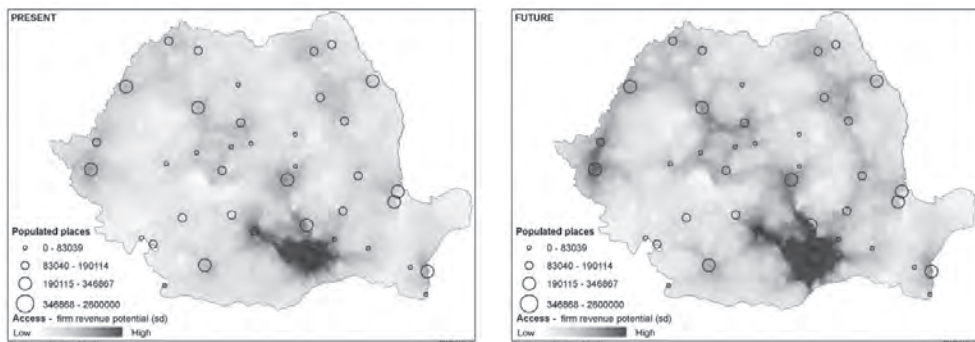 PRESENT
Populated places
0 - 83039
83040 - 190114
190115 - 346867
346868 - 2600000
Access - firm revenue potential (sd)
Low High
FUTURE
Populated places
0 - 83039
83040 - 190114
190115 - 346867
346868 - 2600000
Access - firm revenue potential (sd)
Low High